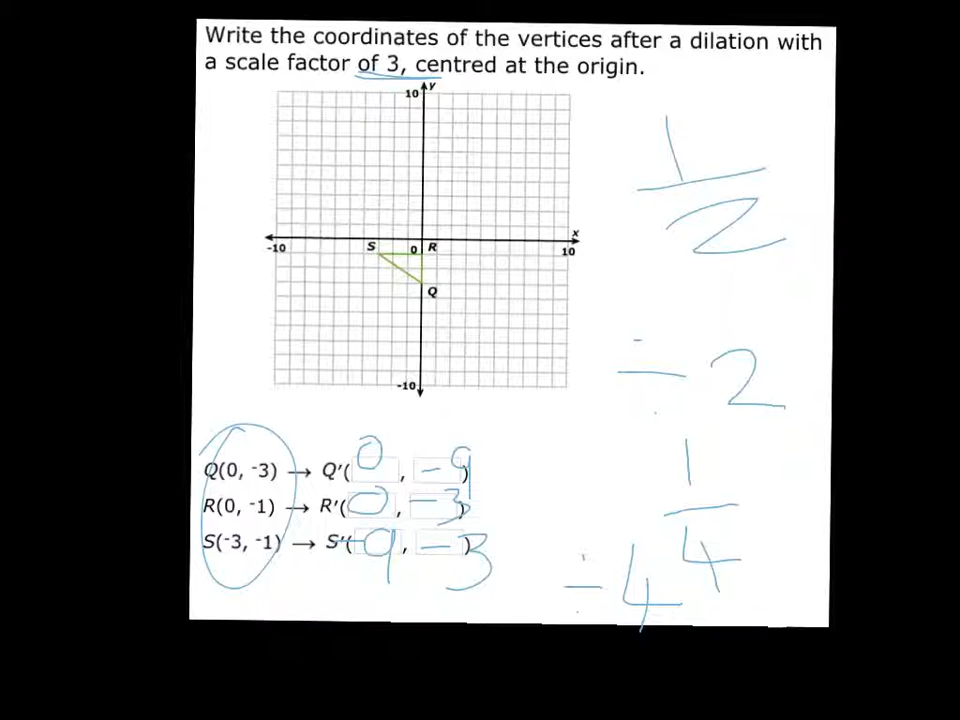 Write the coordinates of the vertices after a dilation with
a scale factor of 3, centred at the origin.
10 y
x
-10 S 0 R 10
Q
-10
Q(0, -3) → Q'(0, -9)
R(0, -1) → R'(0, -3)
S(-3, -1) → S'(-9, -3)
1
2
÷ 2
1
4
÷ 4